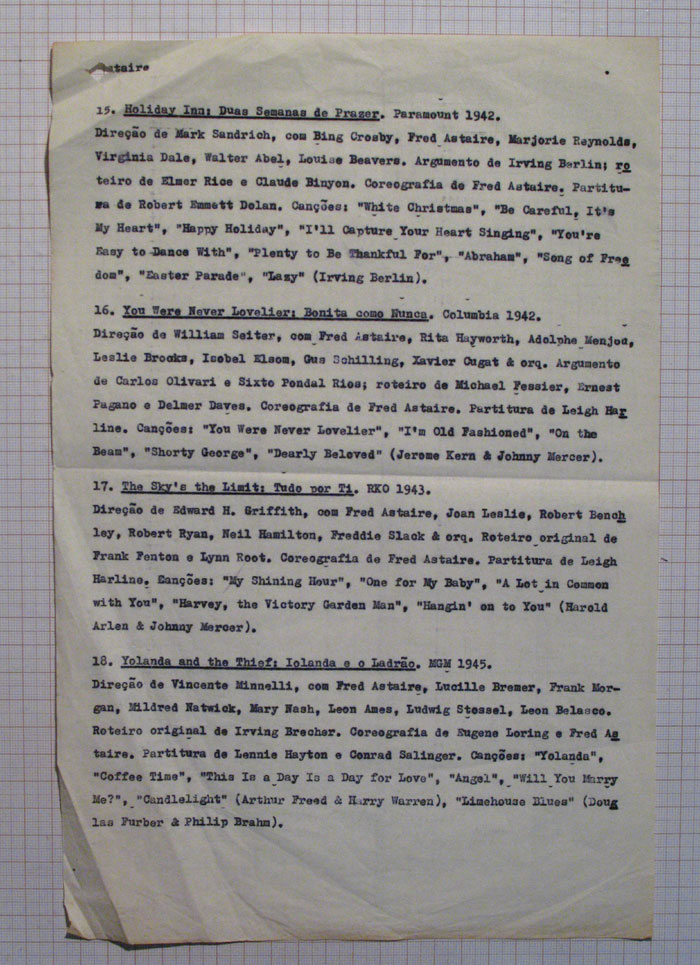 Astaire
15. Holiday Inn: Duas Semanas de Prazer. Paramount 1942.
Direção de Mark Sandrich, com Bing Crosby, Fred Astaire, Marjorie Reynolds,
Virginia Dale, Walter Abel, Louise Beavers. Argumento de Irving Berlin; ro
teiro de Elmer Rice e Claude Binyon. Coreografia de Fred Astaire. Partitu-
ra de Robert Emmett Dolan. Canções: "White Christmas", "Be Careful, It's
My Heart", "Happy Holiday", "I'll Capture Your Heart Singing", "You're
Easy to Dance With", "Plenty to Be Thankful For", "Abraham", "Song of Free
dom", "Easter Parade", "Lazy" (Irving Berlin).
16. You Were Never Lovelier: Bonita como Nunca. Columbia 1942.
Direção de William Seiter, com Fred Astaire, Rita Hayworth, Adolphe Menjou,
Leslie Brooks, Isobel Elsom, Gus Schilling, Xavier Cugat & orq. Argumento
de Carlos Olivari e Sixto Pondal Rios; roteiro de Michael Fessier, Ernest
Pagano e Delmer Daves. Coreografia de Fred Astaire. Partitura de Leigh Har
line. Canções: "You Were Never Lovelier", "I'm Old Fashioned", "On the
Beam", "Shorty George", "Dearly Beloved" (Jerome Kern & Johnny Mercer).
17. The Sky's the Limit: Tudo por Ti. RKO 1943.
Direção de Edward H. Griffith, com Fred Astaire, Joan Leslie, Robert Bench
ley, Robert Ryan, Neil Hamilton, Freddie Slack & orq. Roteiro original de
Frank Fenton e Lynn Root. Coreografia de Fred Astaire. Partitura de Leigh
Harline. Canções: "My Shining Hour", "One for My Baby", "A Lot in Common
with You", "Harvey, the Victory Garden Man", "Hangin' on to You" (Harold
Arlen & Johnny Mercer).
18. Yolanda and the Thief: Iolanda e o Ladrão. MGM 1945.
Direção de Vincente Minnelli, com Fred Astaire, Lucille Bremer, Frank Mor-
gan, Mildred Natwick, Mary Nash, Leon Ames, Ludwig Stossel, Leon Belasco.
Roteiro original de Irving Brecher. Coreografia de Eugene Loring e Fred As
taire. Partitura de Lennie Hayton e Conrad Salinger. Canções: "Yolanda",
"Coffee Time", "This Is a Day Is a Day for Love", "Angel", "Will You Marry
Me?", "Candlelight" (Arthur Freed & Harry Warren), "Limehouse Blues" (Doug
las Furber & Philip Brahm).